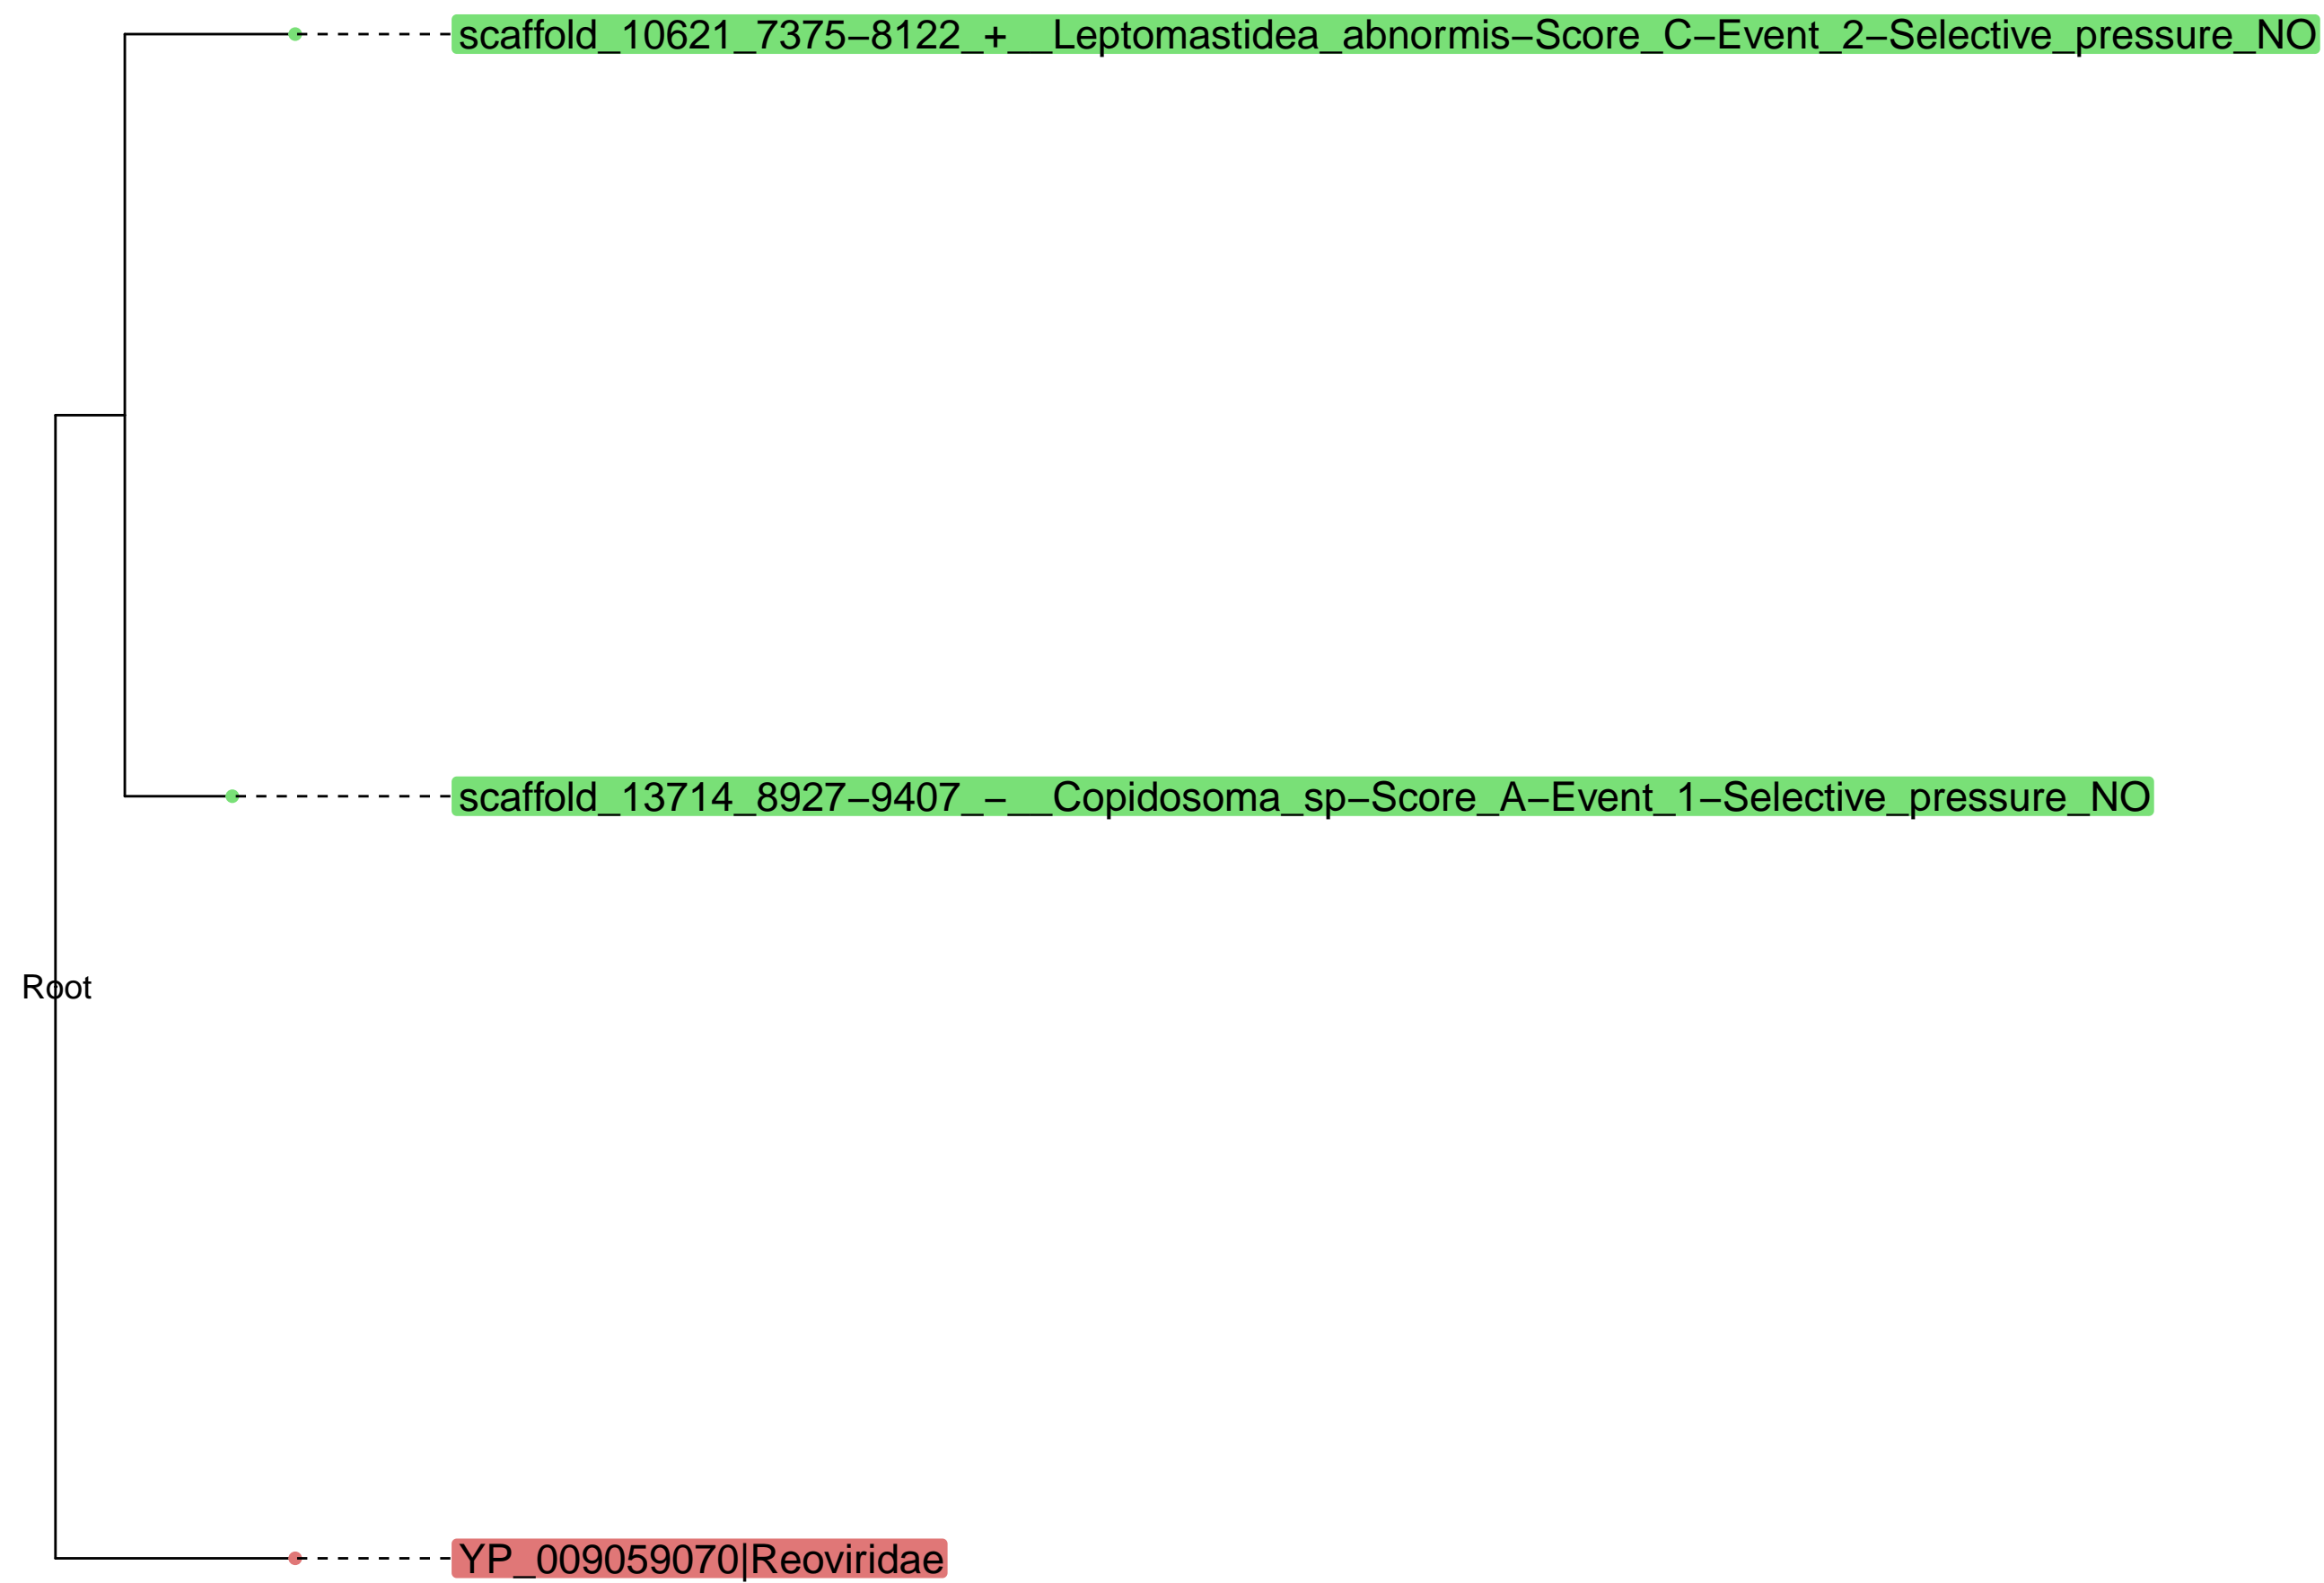 scaffold_10621_7375−8122_+__Leptomastidea_abnormis−Score_C−Event_2−Selective_pressure_NO
scaffold_13714_8927−9407_−__Copidosoma_sp−Score_A−Event_1−Selective_pressure_NO
Root
YP_009059070|Reoviridae